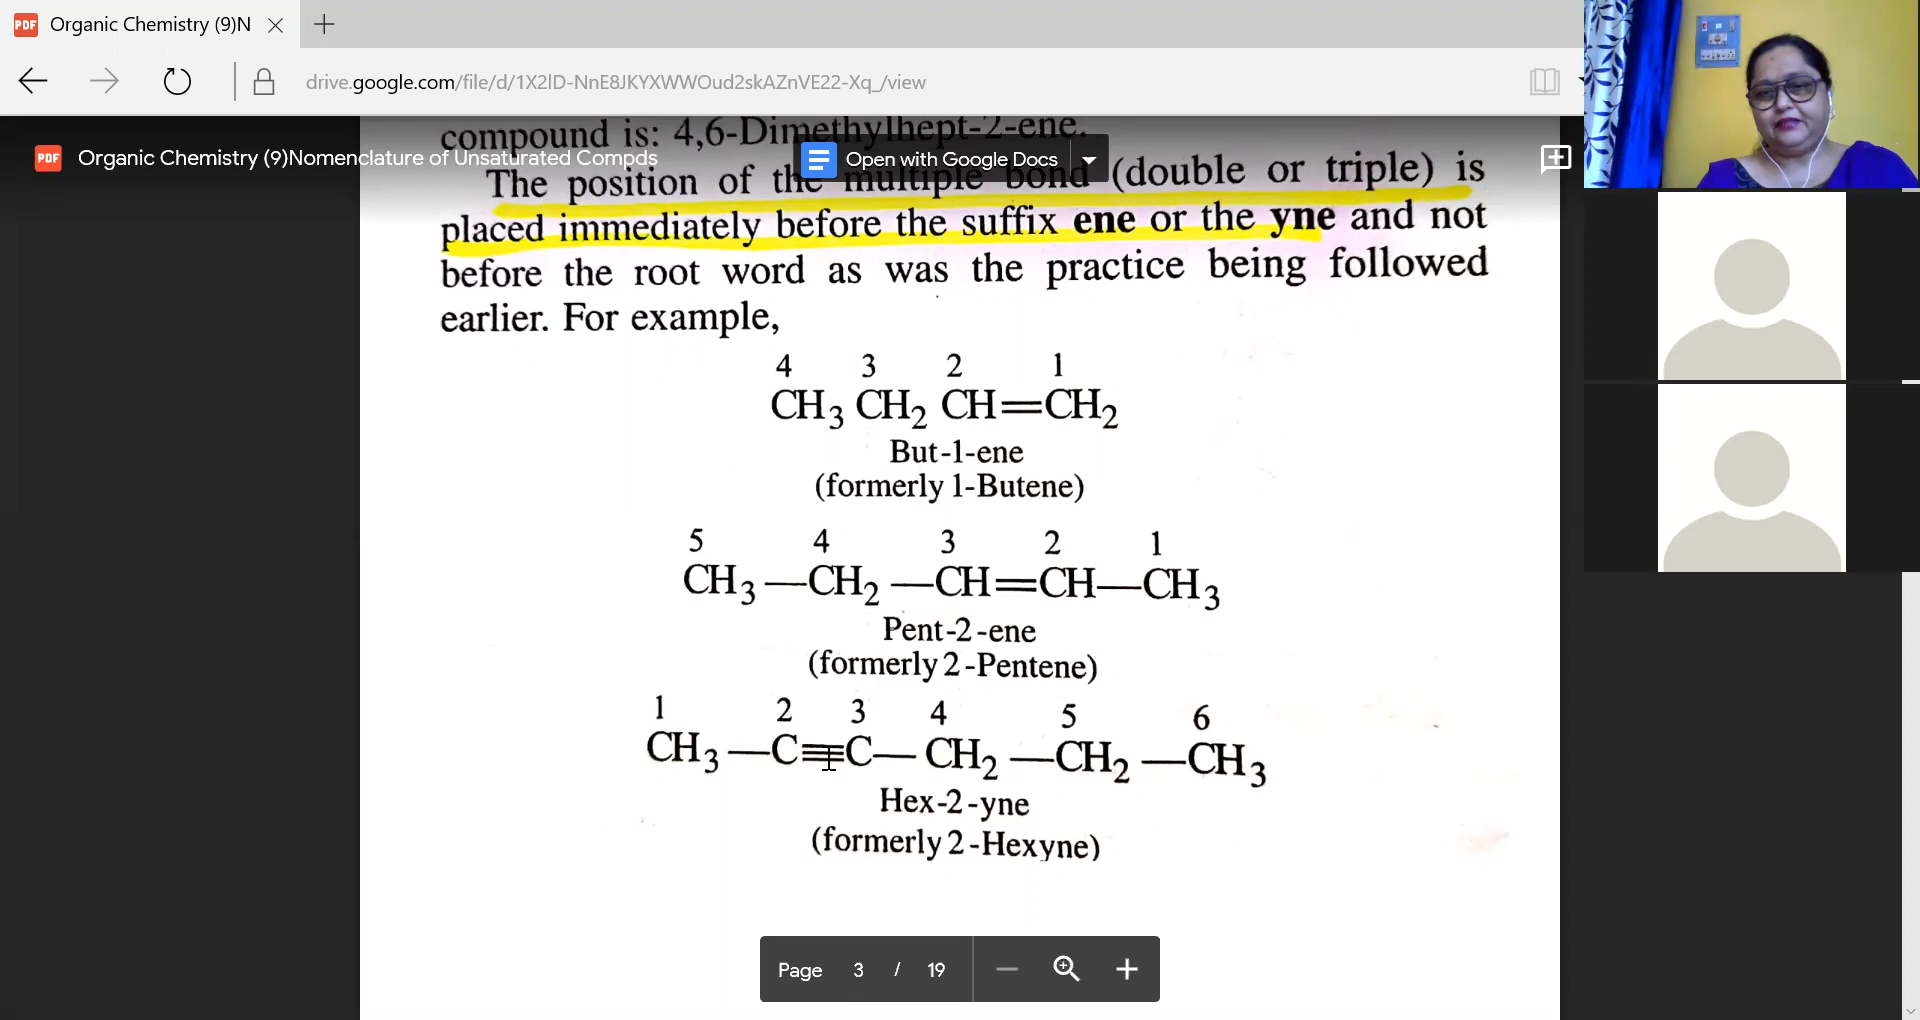 Organic Chemistry (9)N
drive.google.com/file/d/1X2lD-NnE8JKYXWWOud2skAZnVE22-Xq_/view
compound is: 4,6-Dimethylhept-2-ene.
PDF Organic Chemistry (9)Nomenclature of Unsaturated Compds
Open with Google Docs
The position of the multiple bond (double or triple) is
placed immediately before the suffix ene or the yne and not
before the root word as was the practice being followed
earlier. For example,
4 3 2 1
CH3 CH2 CH=CH2
But-1-ene
(formerly 1-Butene)
5 4 3 2 1
CH3—CH2—CH=CH—CH3
Pent-2-ene
(formerly 2-Pentene)
1 2 3 4 5 6
CH3—C≡C—CH2—CH2—CH3
Hex-2-yne
(formerly 2-Hexyne)
Page 3 / 19